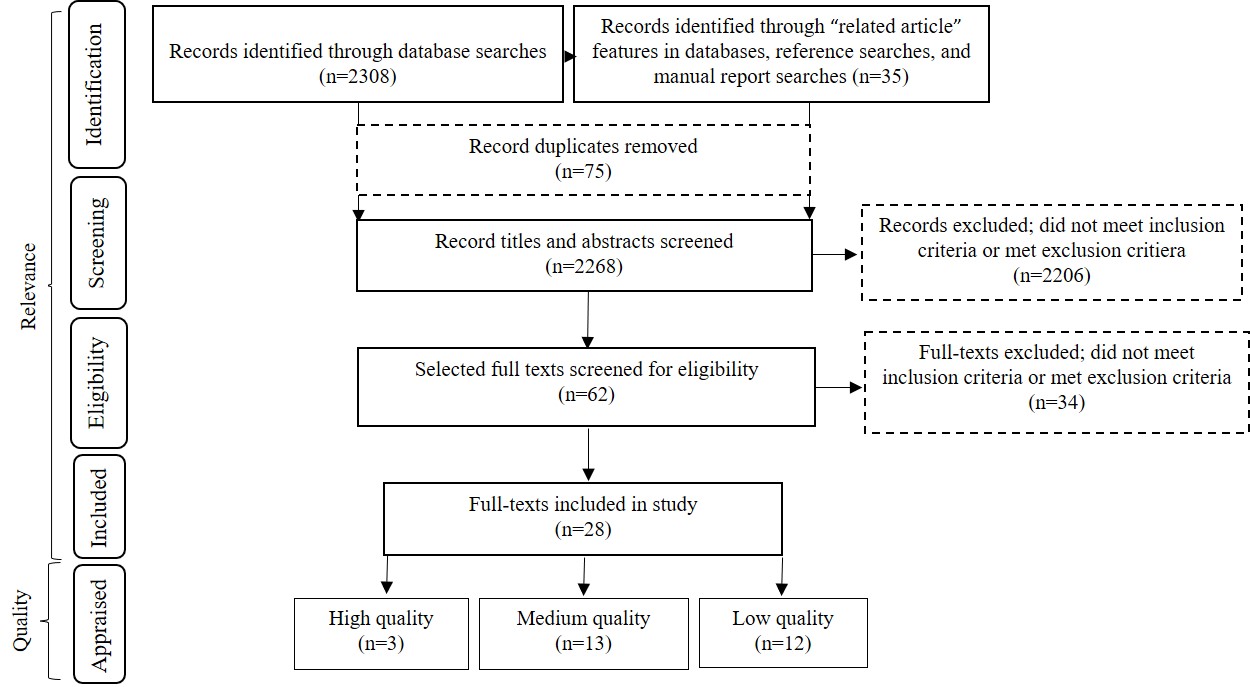 Relevance
Quality
Identification
Records identified through database searches
(n=2308)
Records identified through “related article”
features in databases, reference searches, and
manual report searches (n=35)
Record duplicates removed
(n=75)
Screening
Record titles and abstracts screened
(n=2268)
Records excluded; did not meet inclusion
criteria or met exclusion critiera
(n=2206)
Eligibility
Selected full texts screened for eligibility
(n=62)
Full-texts excluded; did not meet
inclusion criteria or met exclusion criteria
(n=34)
Included
Full-texts included in study
(n=28)
Appraised
High quality
(n=3)
Medium quality
(n=13)
Low quality
(n=12)